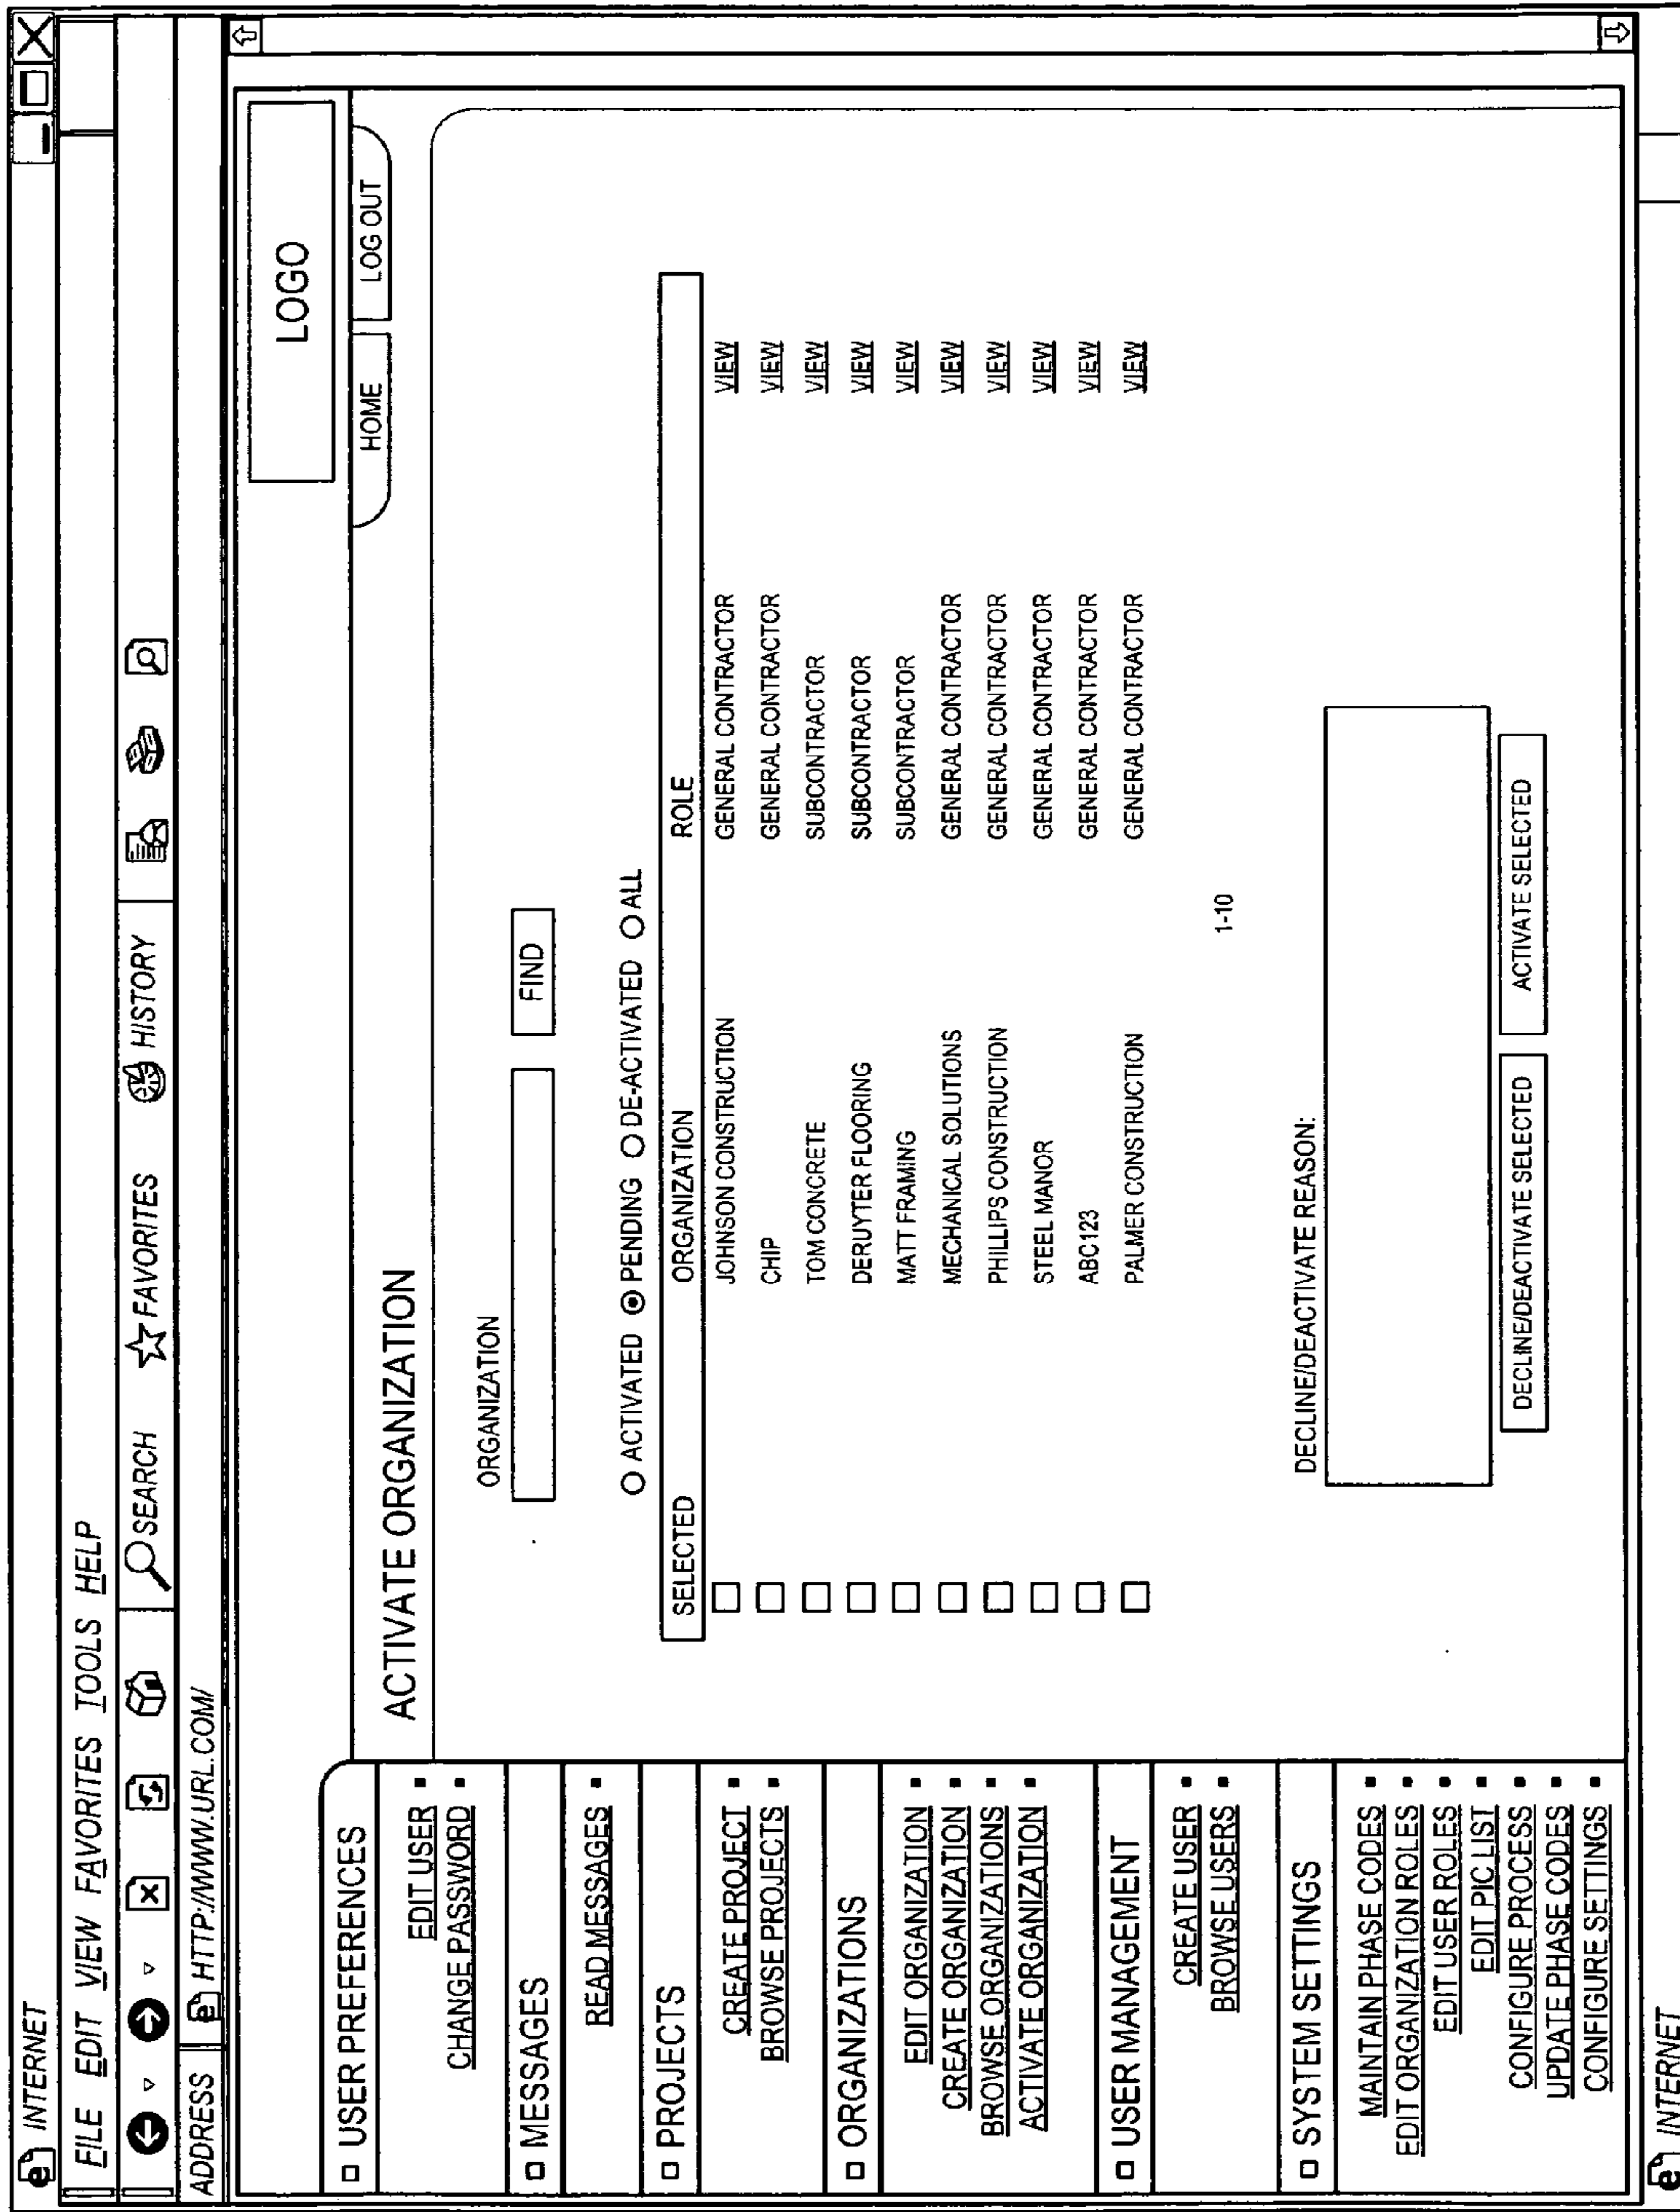 INTERNET
FILE EDIT VIEW FAVORITES TOOLS HELP
SEARCH FAVORITES HISTORY
ADDRESS HTTP://WWW.URL.COM/
LOGO
HOME LOG OUT
USER PREFERENCES
EDIT USER
CHANGE PASSWORD
MESSAGES
READ MESSAGES
PROJECTS
CREATE PROJECT
BROWSE PROJECTS
ORGANIZATIONS
EDIT ORGANIZATION
CREATE ORGANIZATION
BROWSE ORGANIZATIONS
ACTIVATE ORGANIZATION
USER MANAGEMENT
CREATE USER
BROWSE USERS
SYSTEM SETTINGS
MAINTAIN PHASE CODES
EDIT ORGANIZATION ROLES
EDIT USER ROLES
EDIT PIC LIST
CONFIGURE PROCESS
UPDATE PHASE CODES
CONFIGURE SETTINGS
ACTIVATE ORGANIZATION
ORGANIZATION
FIND
ACTIVATED PENDING DE-ACTIVATED ALL
SELECTED ORGANIZATION ROLE
JOHNSON CONSTRUCTION GENERAL CONTRACTOR VIEW
CHIP GENERAL CONTRACTOR VIEW
TOM CONCRETE SUBCONTRACTOR VIEW
DERUYTER FLOORING SUBCONTRACTOR VIEW
MATT FRAMING SUBCONTRACTOR VIEW
MECHANICAL SOLUTIONS GENERAL CONTRACTOR VIEW
PHILLIPS CONSTRUCTION GENERAL CONTRACTOR VIEW
STEEL MANOR GENERAL CONTRACTOR VIEW
ABC123 GENERAL CONTRACTOR VIEW
PALMER CONSTRUCTION GENERAL CONTRACTOR VIEW
1-10
DECLINE/DEACTIVATE REASON:
DECLINE/DEACTIVATE SELECTED ACTIVATE SELECTED
INTERNET